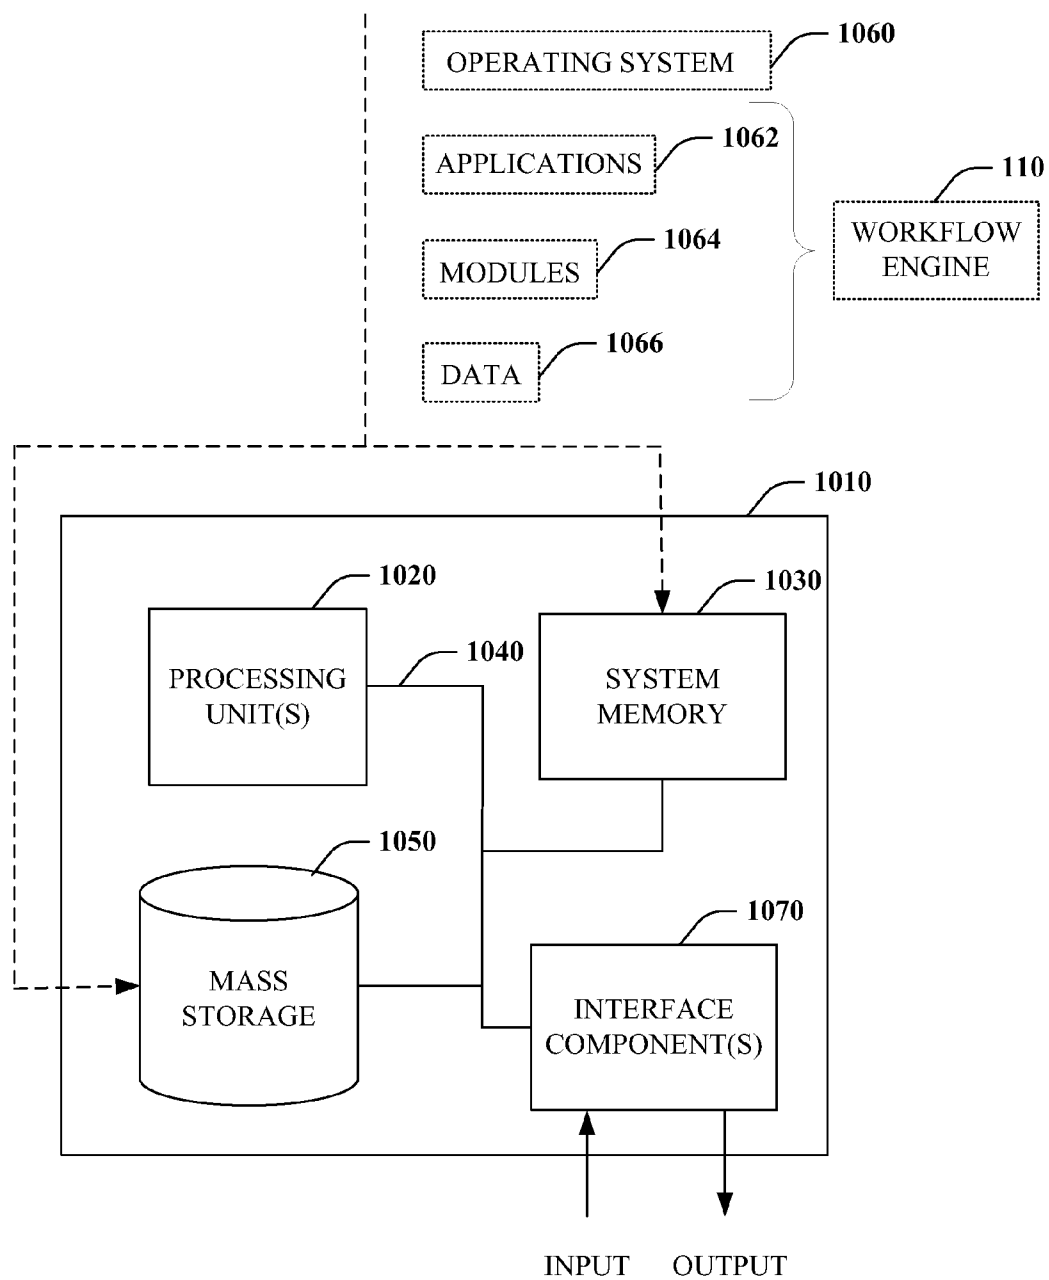 1060
OPERATING SYSTEM
1062
APPLICATIONS
110
WORKFLOW
ENGINE
1064
MODULES
1066
DATA
1010
1020
PROCESSING
UNIT(S)
1030
SYSTEM
MEMORY
1040
1050
MASS
STORAGE
1070
INTERFACE
COMPONENT(S)
INPUT
OUTPUT